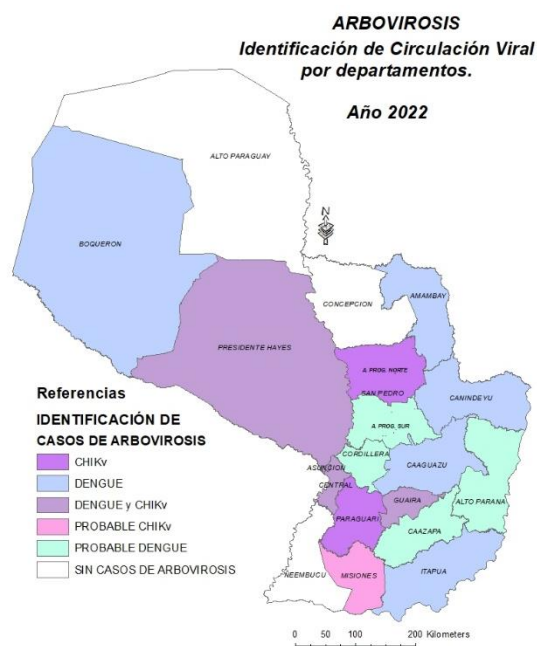 ARBOVIROSIS
Identificación de Circulación Viral
por departamentos.
Año 2022
ALTO PARAGUAY
N
BOQUERON
CONCEPCION
AMAMBAY
PRESIDENTE HAYES
A. PROG. NORTE
SAN PEDRO
CANINDEYU
A. PROG. SUR
CORDILLERA
ASUNCION
CAAGUAZU
CENTRAL
GUAIRA
ALTO PARANA
PARAGUARI
CAAZAPA
ÑEEMBUCU
MISIONES
ITAPUA
Referencias
IDENTIFICACIÓN DE
CASOS DE ARBOVIROSIS
CHIKv
DENGUE
DENGUE y CHIKv
PROBABLE CHIKv
PROBABLE DENGUE
SIN CASOS DE ARBOVIROSIS
0 50 100 200 Kilometers